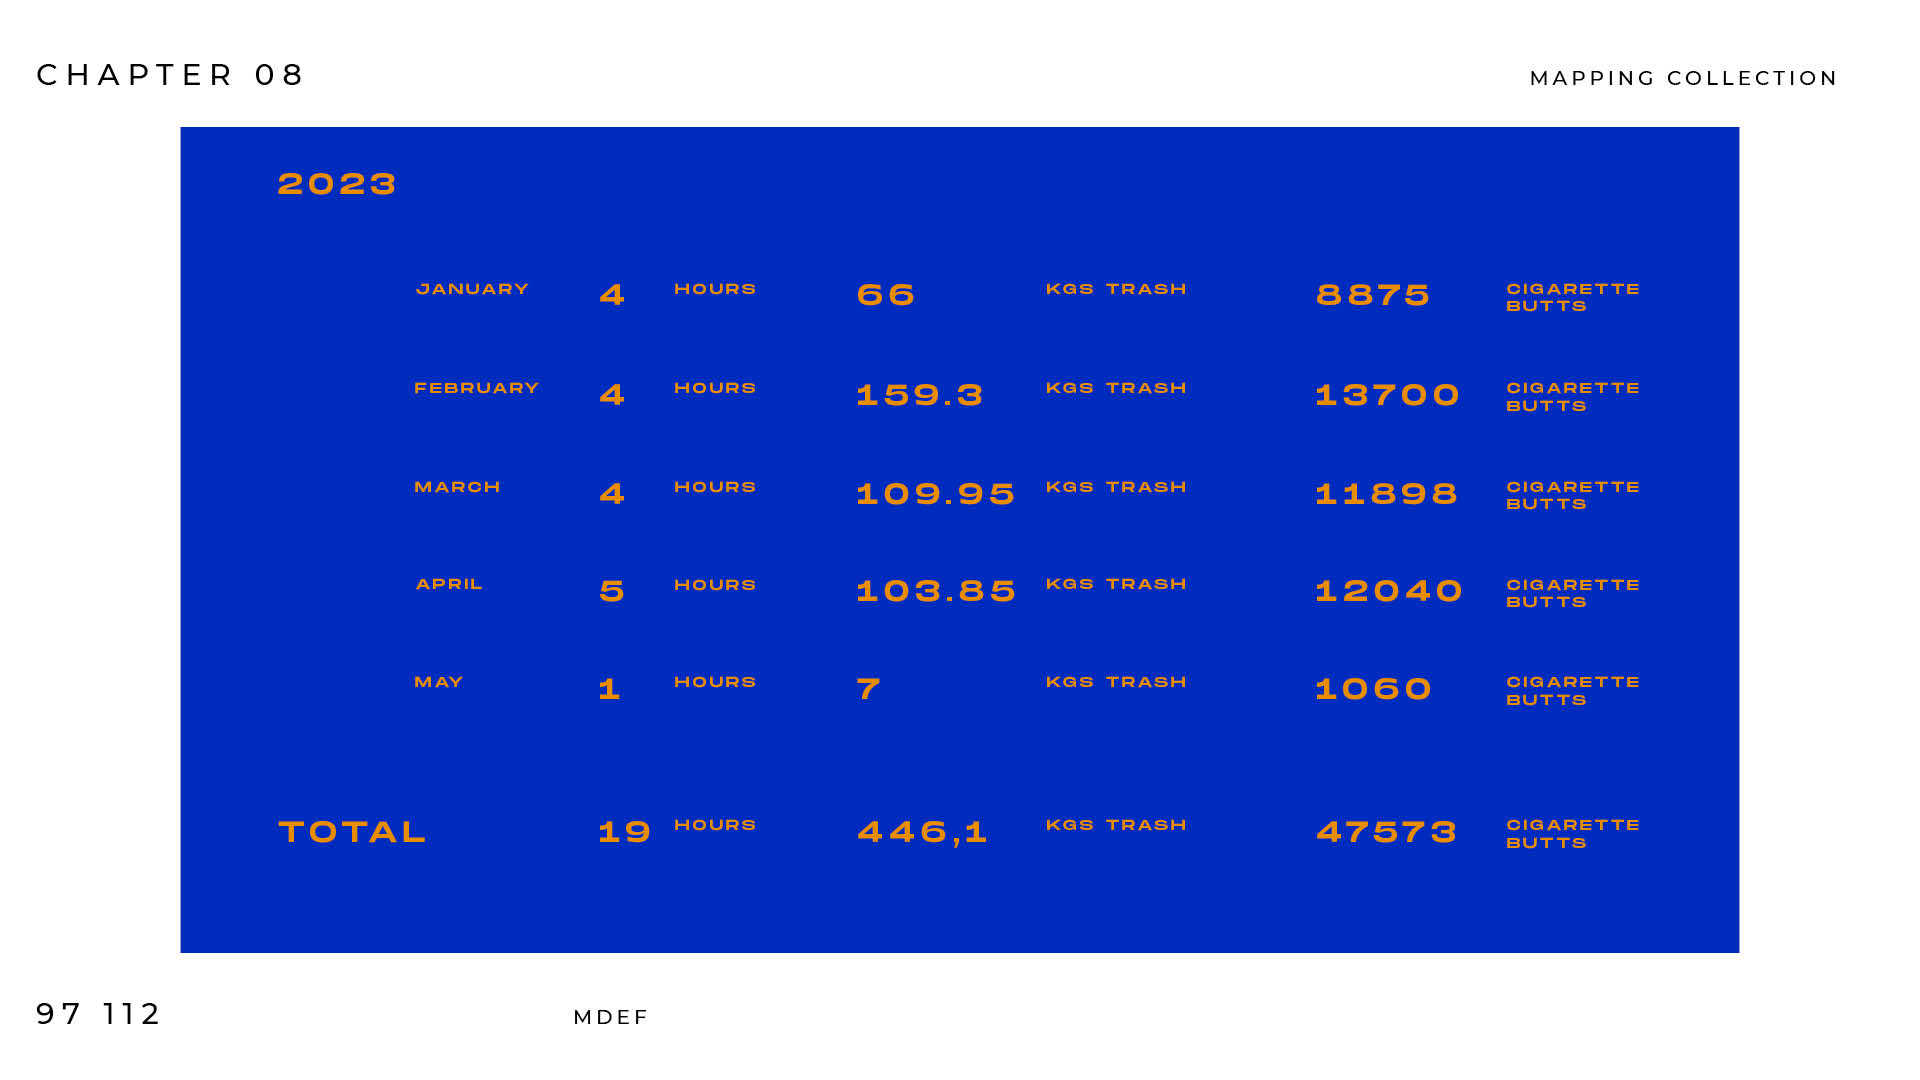 CHAPTER 08
MAPPING COLLECTION
2023
JANUARY 4 HOURS 66 KGS TRASH 8875 CIGARETTE BUTTS
FEBRUARY 4 HOURS 159.3 KGS TRASH 13700 CIGARETTE BUTTS
MARCH 4 HOURS 109.95 KGS TRASH 11898 CIGARETTE BUTTS
APRIL 5 HOURS 103.85 KGS TRASH 12040 CIGARETTE BUTTS
MAY 1 HOURS 7 KGS TRASH 1060 CIGARETTE BUTTS
TOTAL 19 HOURS 446,1 KGS TRASH 47573 CIGARETTE BUTTS
97 112
MDEF